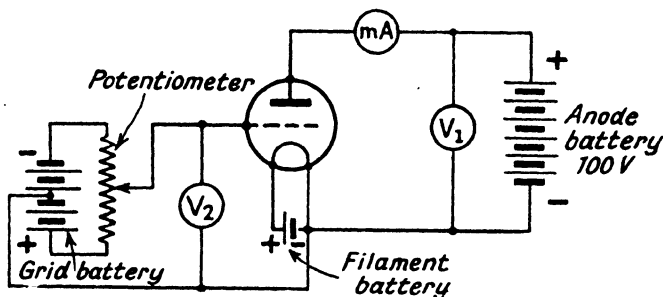 mA
Potentiometer
+
Anode
battery
100 V
V1
-
V2
-
+
Grid battery
+ -
Filament
battery